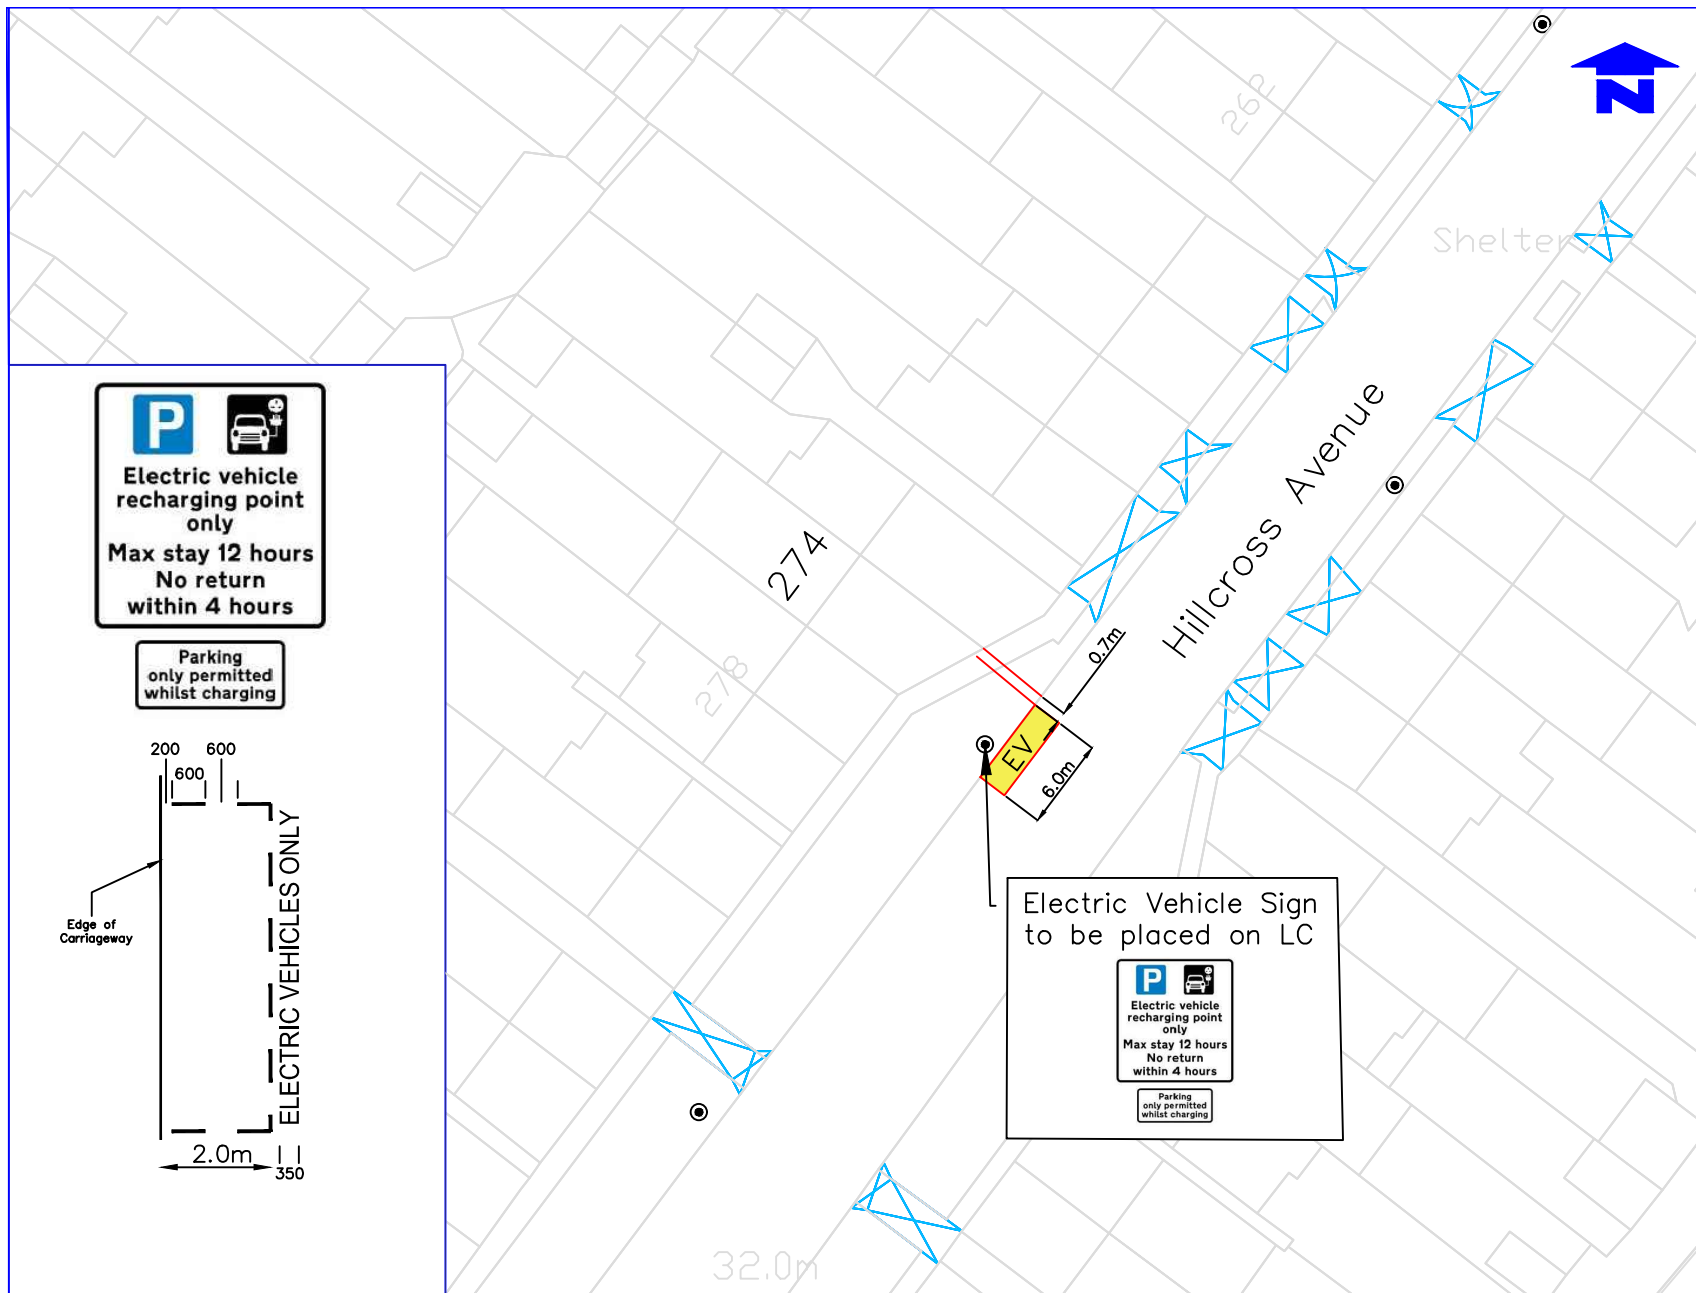 N
262
Shelter
Hillcross Avenue
274
278
0.7m
EV
6.0m
32.0m
P
Electric vehicle
recharging point
only
Max stay 12 hours
No return
within 4 hours
Parking
only permitted
whilst charging
200
600
600
Edge of
Carriageway
ELECTRIC VEHICLES ONLY
2.0m
350
Electric Vehicle Sign
to be placed on LC
P
Electric vehicle
recharging point
only
Max stay 12 hours
No return
within 4 hours
Parking
only permitted
whilst charging